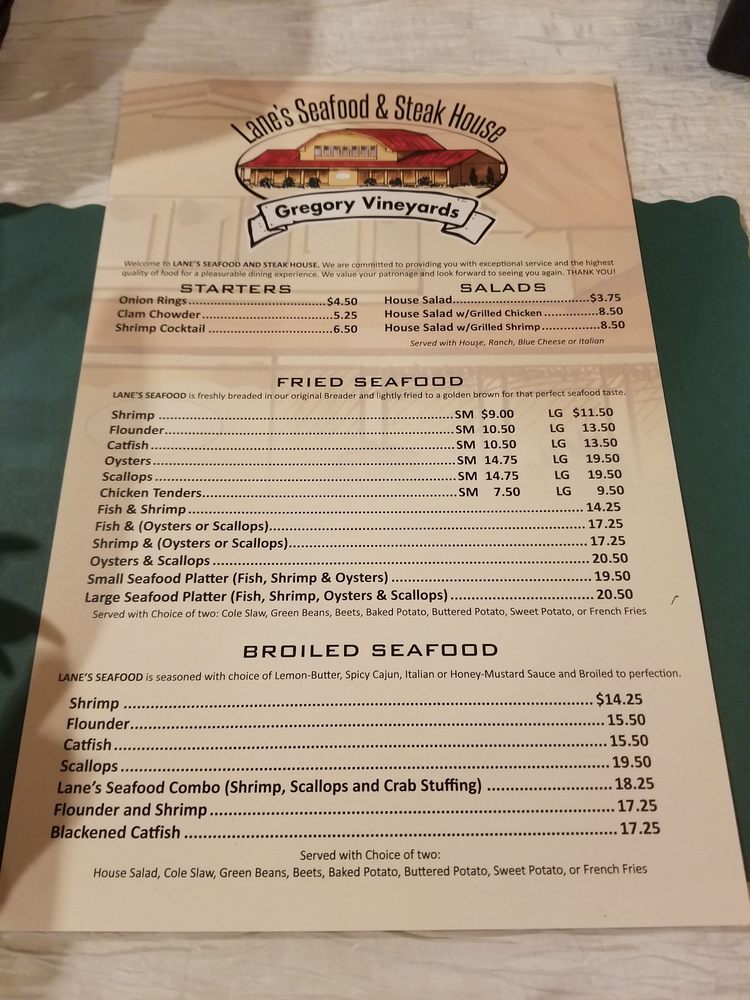 Lane's Seafood & Steak House
Gregory Vineyards
Welcome to LANE'S SEAFOOD AND STEAK HOUSE. We are committed to providing you with exceptional service and the highest
quality of food for a pleasurable dining experience. We value your patronage and look forward to seeing you again. THANK YOU!
STARTERS
Onion Rings..............................$4.50
Clam Chowder............................5.25
Shrimp Cocktail ..........................6.50
SALADS
House Salad..............................$3.75
House Salad w/Grilled Chicken ............8.50
House Salad w/Grilled Shrimp.............8.50
Served with House, Ranch, Blue Cheese or Italian
FRIED SEAFOOD
LANE'S SEAFOOD is freshly breaded in our original Breader and lightly fried to a golden brown for that perfect seafood taste.
Shrimp ..............................SM $9.00 LG $11.50
Flounder..............................SM 10.50 LG 13.50
Catfish ..............................SM 10.50 LG 13.50
Oysters..............................SM 14.75 LG 19.50
Scallops..............................SM 14.75 LG 19.50
Chicken Tenders..............................SM 7.50 LG 9.50
Fish & Shrimp ..............................14.25
Fish & (Oysters or Scallops)..............................17.25
Shrimp & (Oysters or Scallops)..............................17.25
Oysters & Scallops ..............................20.50
Small Seafood Platter (Fish, Shrimp & Oysters) ..............................19.50
Large Seafood Platter (Fish, Shrimp, Oysters & Scallops)..............................20.50
Served with Choice of two: Cole Slaw, Green Beans, Beets, Baked Potato, Buttered Potato, Sweet Potato, or French Fries
BROILED SEAFOOD
LANE'S SEAFOOD is seasoned with choice of Lemon-Butter, Spicy Cajun, Italian or Honey-Mustard Sauce and Broiled to perfection.
Shrimp ..............................$14.25
Flounder..............................15.50
Catfish..............................15.50
Scallops..............................19.50
Lane's Seafood Combo (Shrimp, Scallops and Crab Stuffing) ..............18.25
Flounder and Shrimp..............................17.25
Blackened Catfish ..............................17.25
Served with Choice of two:
House Salad, Cole Slaw, Green Beans, Beets, Baked Potato, Buttered Potato, Sweet Potato, or French Fries